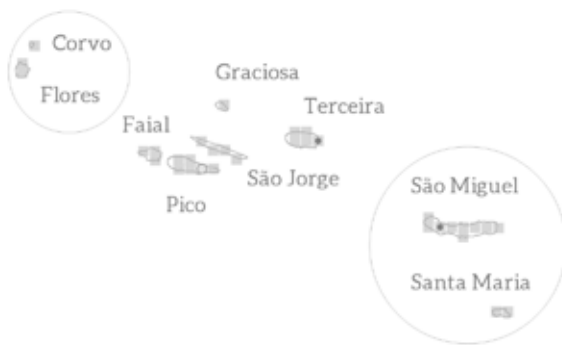 Corvo
Flores
Graciosa
Terceira
Faial
São Jorge
Pico
São Miguel
Santa Maria